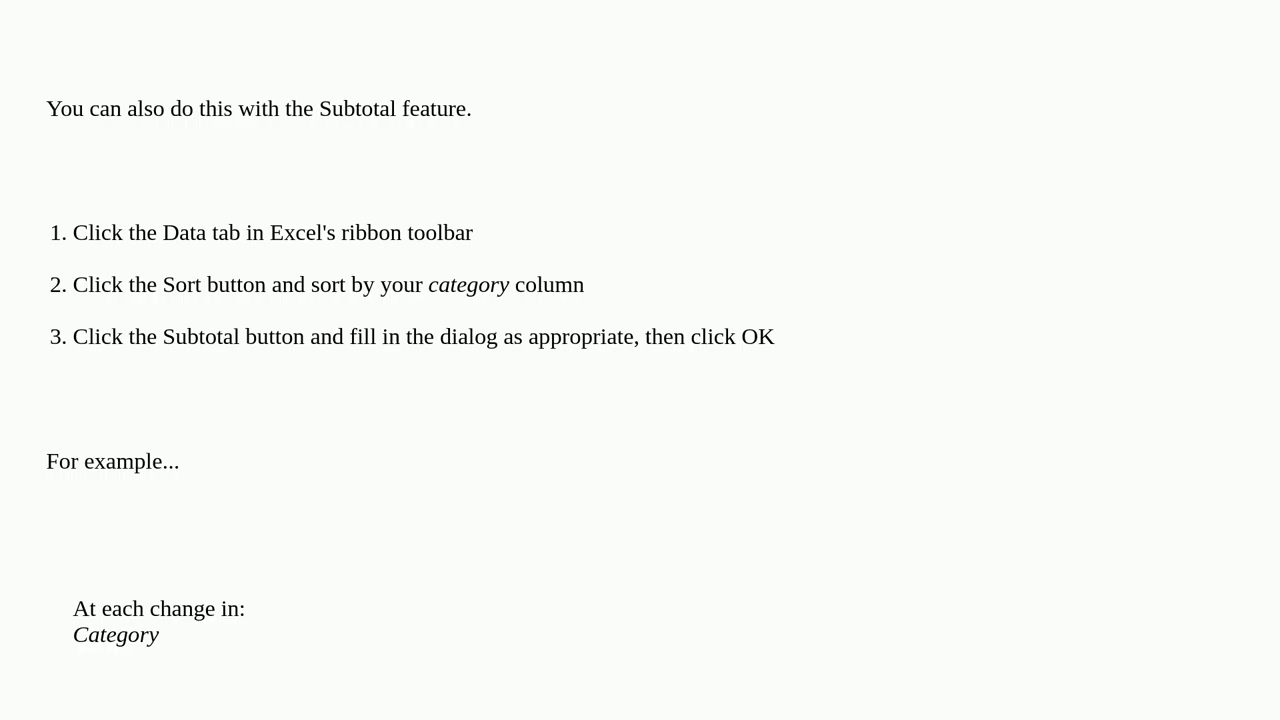 You can also do this with the Subtotal feature.
1. Click the Data tab in Excel's ribbon toolbar
2. Click the Sort button and sort by your category column
3. Click the Subtotal button and fill in the dialog as appropriate, then click OK
For example...
At each change in:
Category